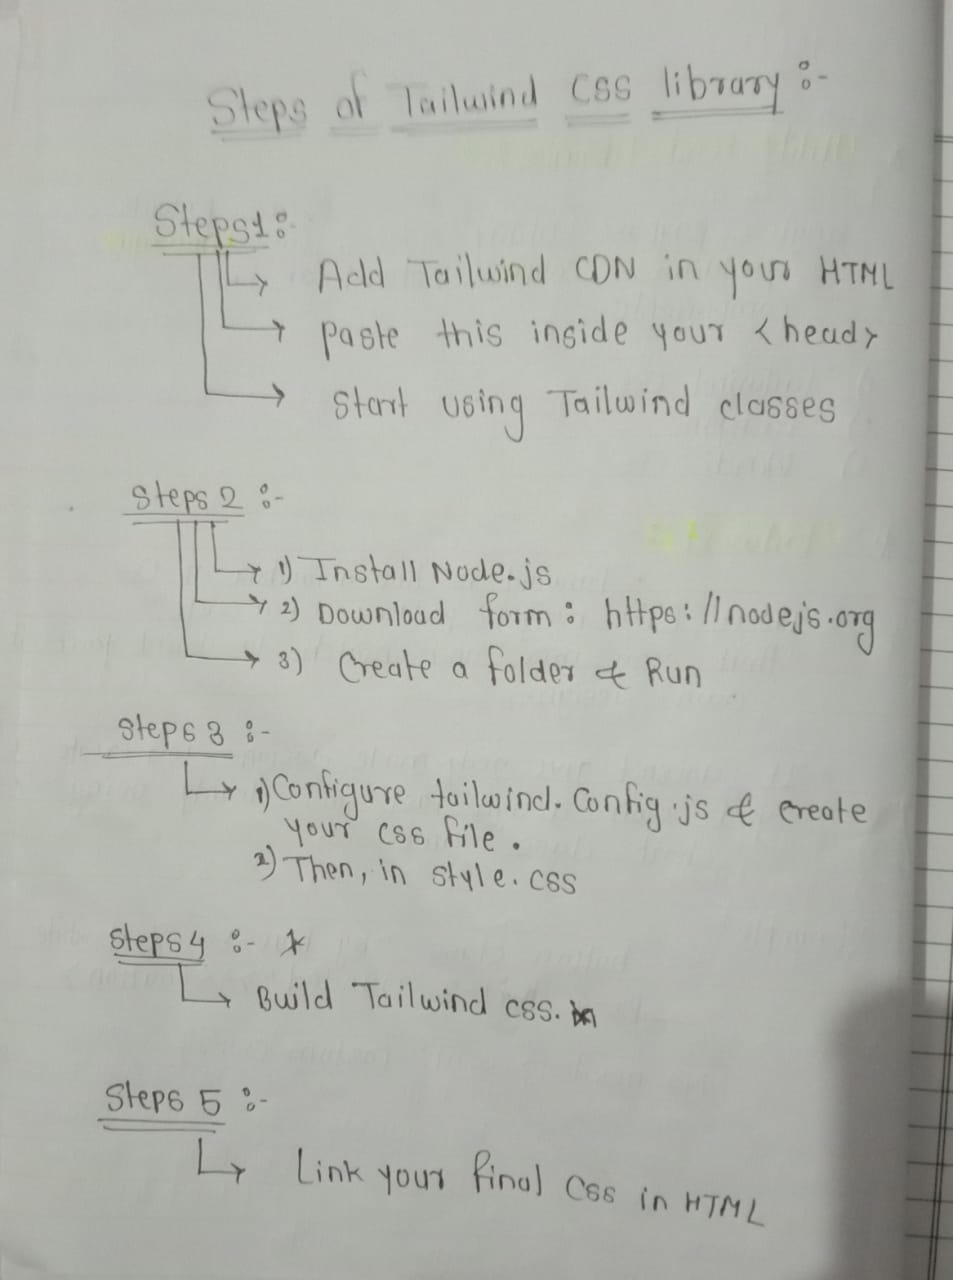 Steps of Tailwind CSS library :-
Steps1 :-
Add Tailwind CDN in your HTML
paste this inside your <head>
Start using Tailwind classes
Steps 2 :-
1) Install Node.js
2) Download form : https://nodejs.org
3) Create a folder & Run
Steps 3 :-
1) Configure tailwind.config.js & create
your css file.
2) Then, in style.css
Steps 4 :-
Build Tailwind css.
Steps 5 :-
Link your final Css in HTML